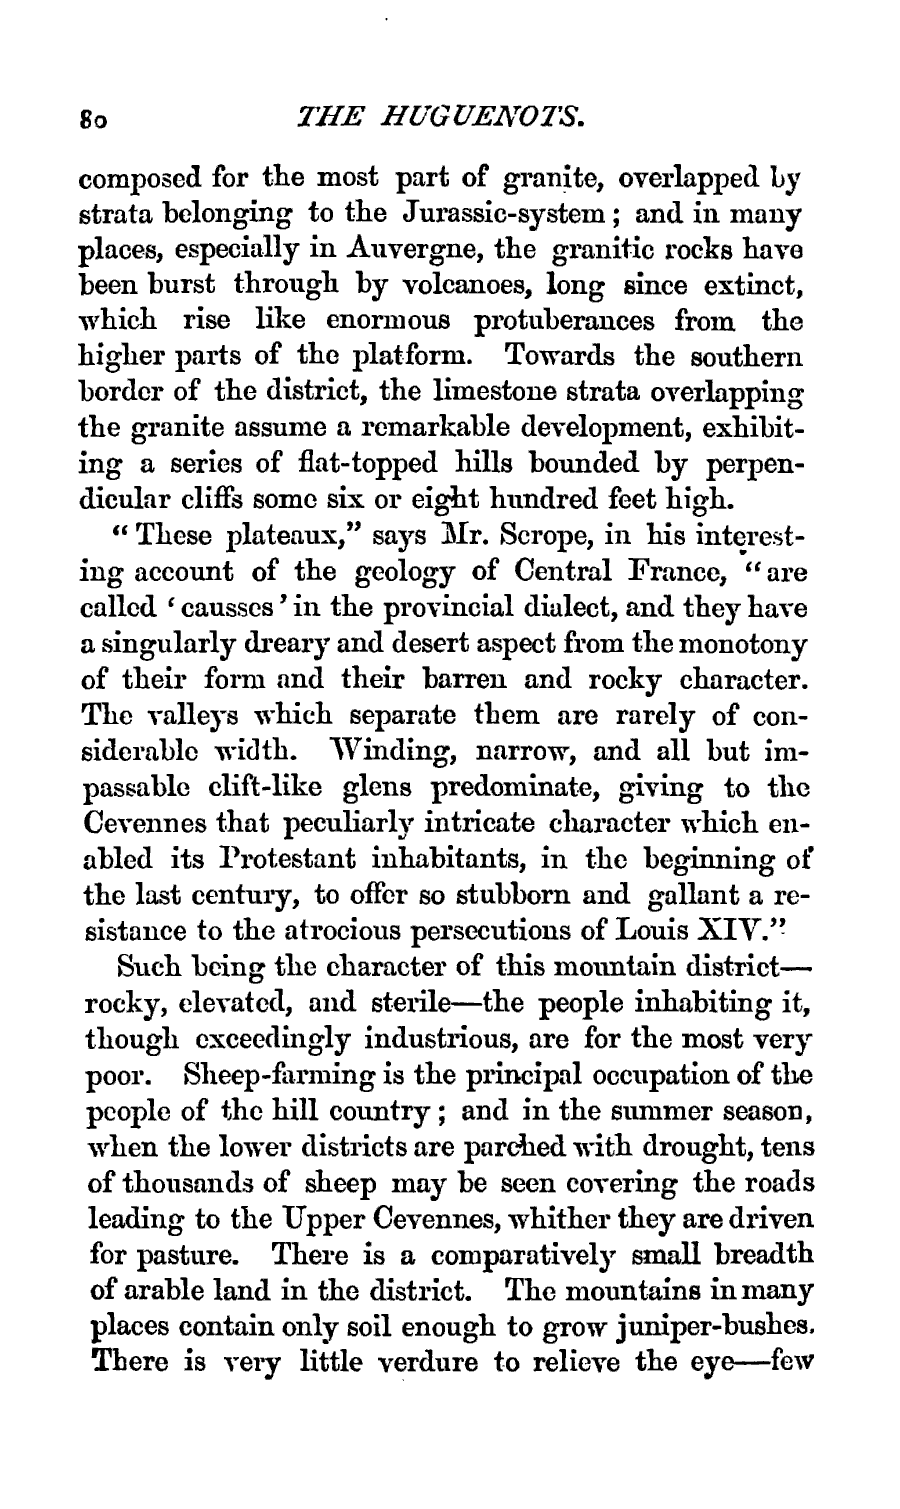 80 THE HUGUENOTS.
composed for the most part of granite, overlapped by
strata belonging to the Jurassic-system; and in many
places, especially in Auvergne, the granitic rocks have
been burst through by volcanoes, long since extinct,
which rise like enormous protuberances from the
higher parts of the platform. Towards the southern
border of the district, the limestone strata overlapping
the granite assume a remarkable development, exhibit-
ing a series of flat-topped hills bounded by perpen-
dicular cliffs some six or eight hundred feet high.
"These plateaux," says Mr. Scrope, in his interest-
ing account of the geology of Central France, "are
called 'causses' in the provincial dialect, and they have
a singularly dreary and desert aspect from the monotony
of their form and their barren and rocky character.
The valleys which separate them are rarely of con-
siderable width. Winding, narrow, and all but im-
passable clift-like glens predominate, giving to the
Cevennes that peculiarly intricate character which en-
abled its Protestant inhabitants, in the beginning of
the last century, to offer so stubborn and gallant a re-
sistance to the atrocious persecutions of Louis XIV."
Such being the character of this mountain district—
rocky, elevated, and sterile—the people inhabiting it,
though exceedingly industrious, are for the most very
poor. Sheep-farming is the principal occupation of the
people of the hill country; and in the summer season,
when the lower districts are parched with drought, tens
of thousands of sheep may be seen covering the roads
leading to the Upper Cevennes, whither they are driven
for pasture. There is a comparatively small breadth
of arable land in the district. The mountains in many
places contain only soil enough to grow juniper-bushes.
There is very little verdure to relieve the eye—few